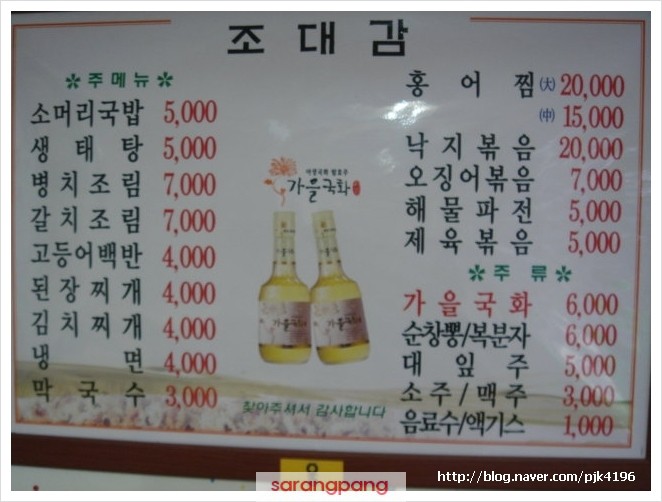 조대감
✲주메뉴✲
소머리국밥 5,000
생태탕 5,000
병치조림 7,000
갈치조림 7,000
고등어백반 4,000
된장찌개 4,000
김치찌개 4,000
냉면 4,000
막국수 3,000
가을국화
가을국화
찾아주셔서 감사합니다
홍어찜 (大) 20,000
(中) 15,000
낙지볶음 20,000
오징어볶음 7,000
해물파전 5,000
제육볶음 5,000
✲주류✲
가을국화 6,000
순창뽕/복분자 6,000
대잎주 5,000
소주/맥주 3,000
음료수/액기스 1,000
sarangpang
http://blog.naver.com/pjk4196